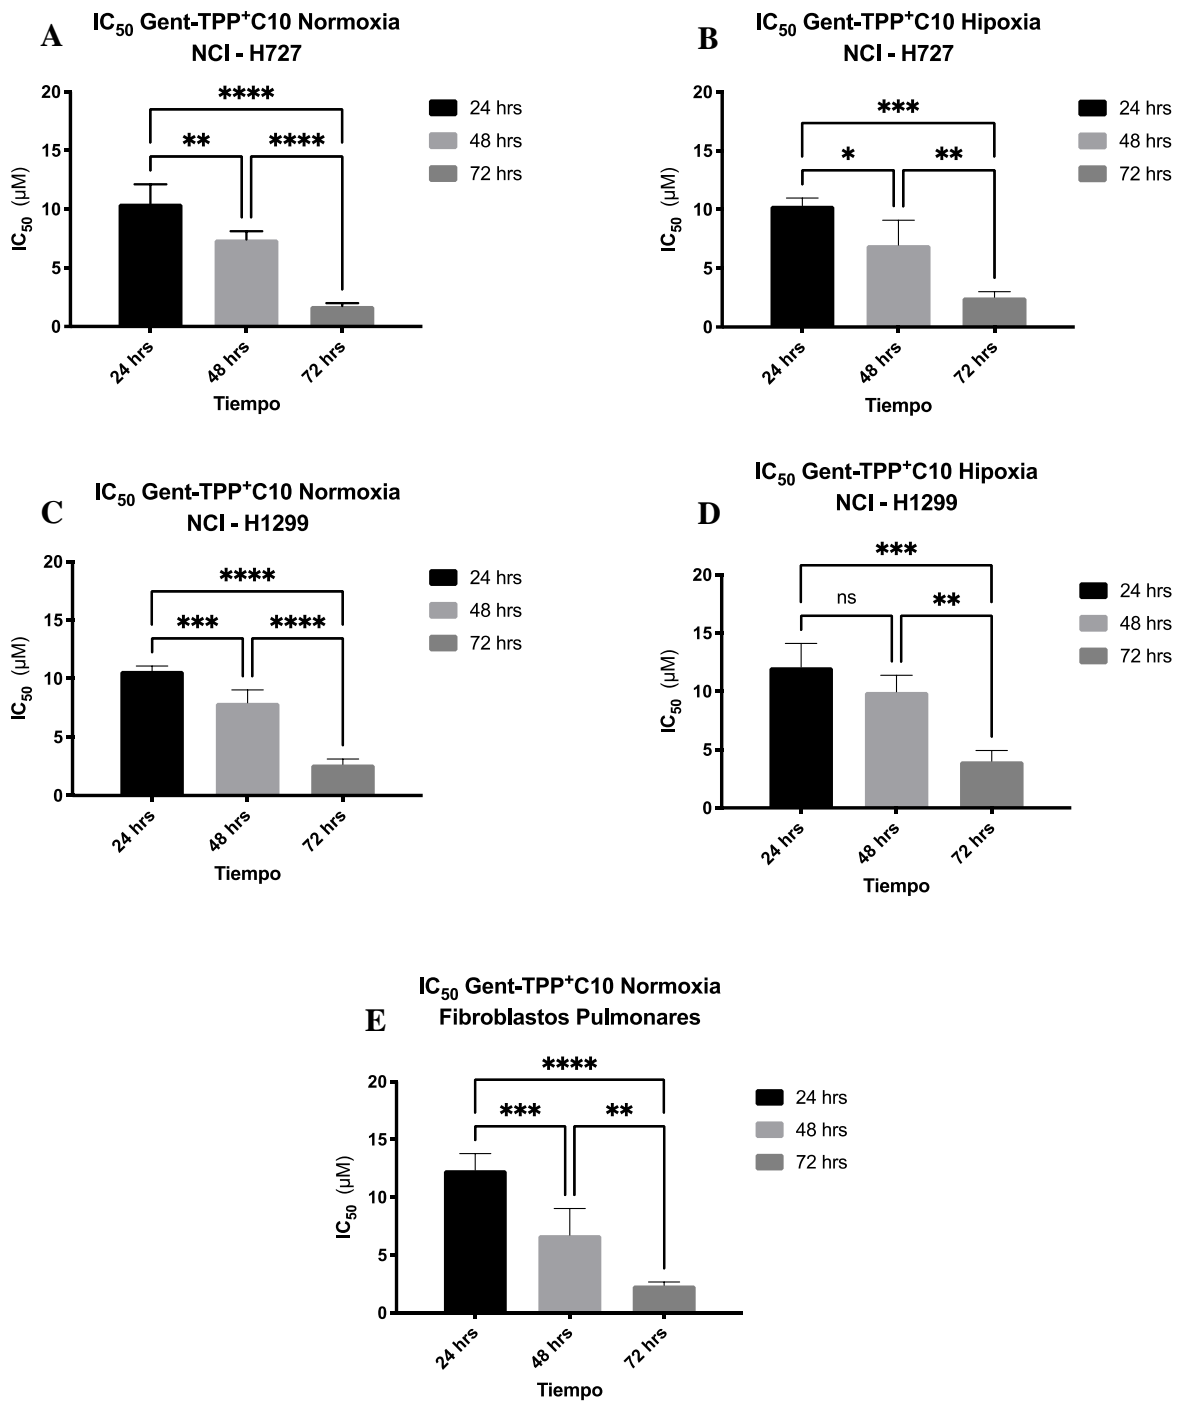 A
IC₅₀ Gent-TPP⁺C10 Normoxia
NCI - H727
20
15
10
5
0
IC₅₀ (µM)
****
**
****
24 hrs
48 hrs
72 hrs
24 hrs
48 hrs
72 hrs
Tiempo
B
IC₅₀ Gent-TPP⁺C10 Hipoxia
NCI - H727
20
15
10
5
0
IC₅₀ (µM)
***
*
**
24 hrs
48 hrs
72 hrs
24 hrs
48 hrs
72 hrs
Tiempo
C
IC₅₀ Gent-TPP⁺C10 Normoxia
NCI - H1299
20
15
10
5
0
IC₅₀ (µM)
****
***
****
24 hrs
48 hrs
72 hrs
24 hrs
48 hrs
72 hrs
Tiempo
D
IC₅₀ Gent-TPP⁺C10 Hipoxia
NCI - H1299
20
15
10
5
0
IC₅₀ (µM)
***
ns
**
24 hrs
48 hrs
72 hrs
24 hrs
48 hrs
72 hrs
Tiempo
E
IC₅₀ Gent-TPP⁺C10 Normoxia
Fibroblastos Pulmonares
20
15
10
5
0
IC₅₀ (µM)
****
***
**
24 hrs
48 hrs
72 hrs
24 hrs
48 hrs
72 hrs
Tiempo